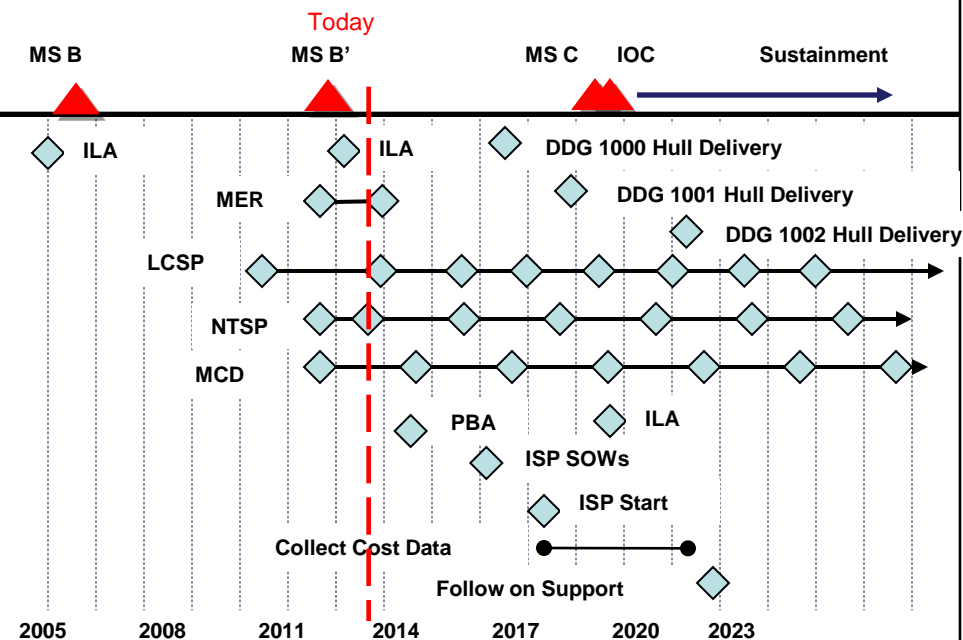 Today
MS B
MS B’
MS C
IOC
Sustainment
ILA
ILA
DDG 1000 Hull Delivery
MER
DDG 1001 Hull Delivery
DDG 1002 Hull Delivery
LCSP
NTSP
MCD
PBA
ILA
ISP SOWs
ISP Start
Collect Cost Data
Follow on Support
2005
2008
2011
2014
2017
2020
2023